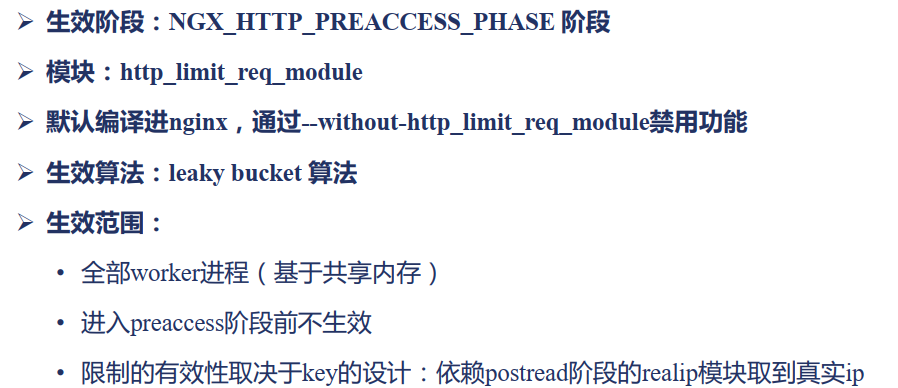 ➢ 生效阶段：NGX_HTTP_PREACCESS_PHASE 阶段
➢ 模块：http_limit_req_module
➢ 默认编译进nginx，通过--without-http_limit_req_module禁用功能
➢ 生效算法：leaky bucket 算法
➢ 生效范围：
• 全部worker进程（基于共享内存）
• 进入preaccess阶段前不生效
• 限制的有效性取决于key的设计：依赖postread阶段的realip模块取到真实ip